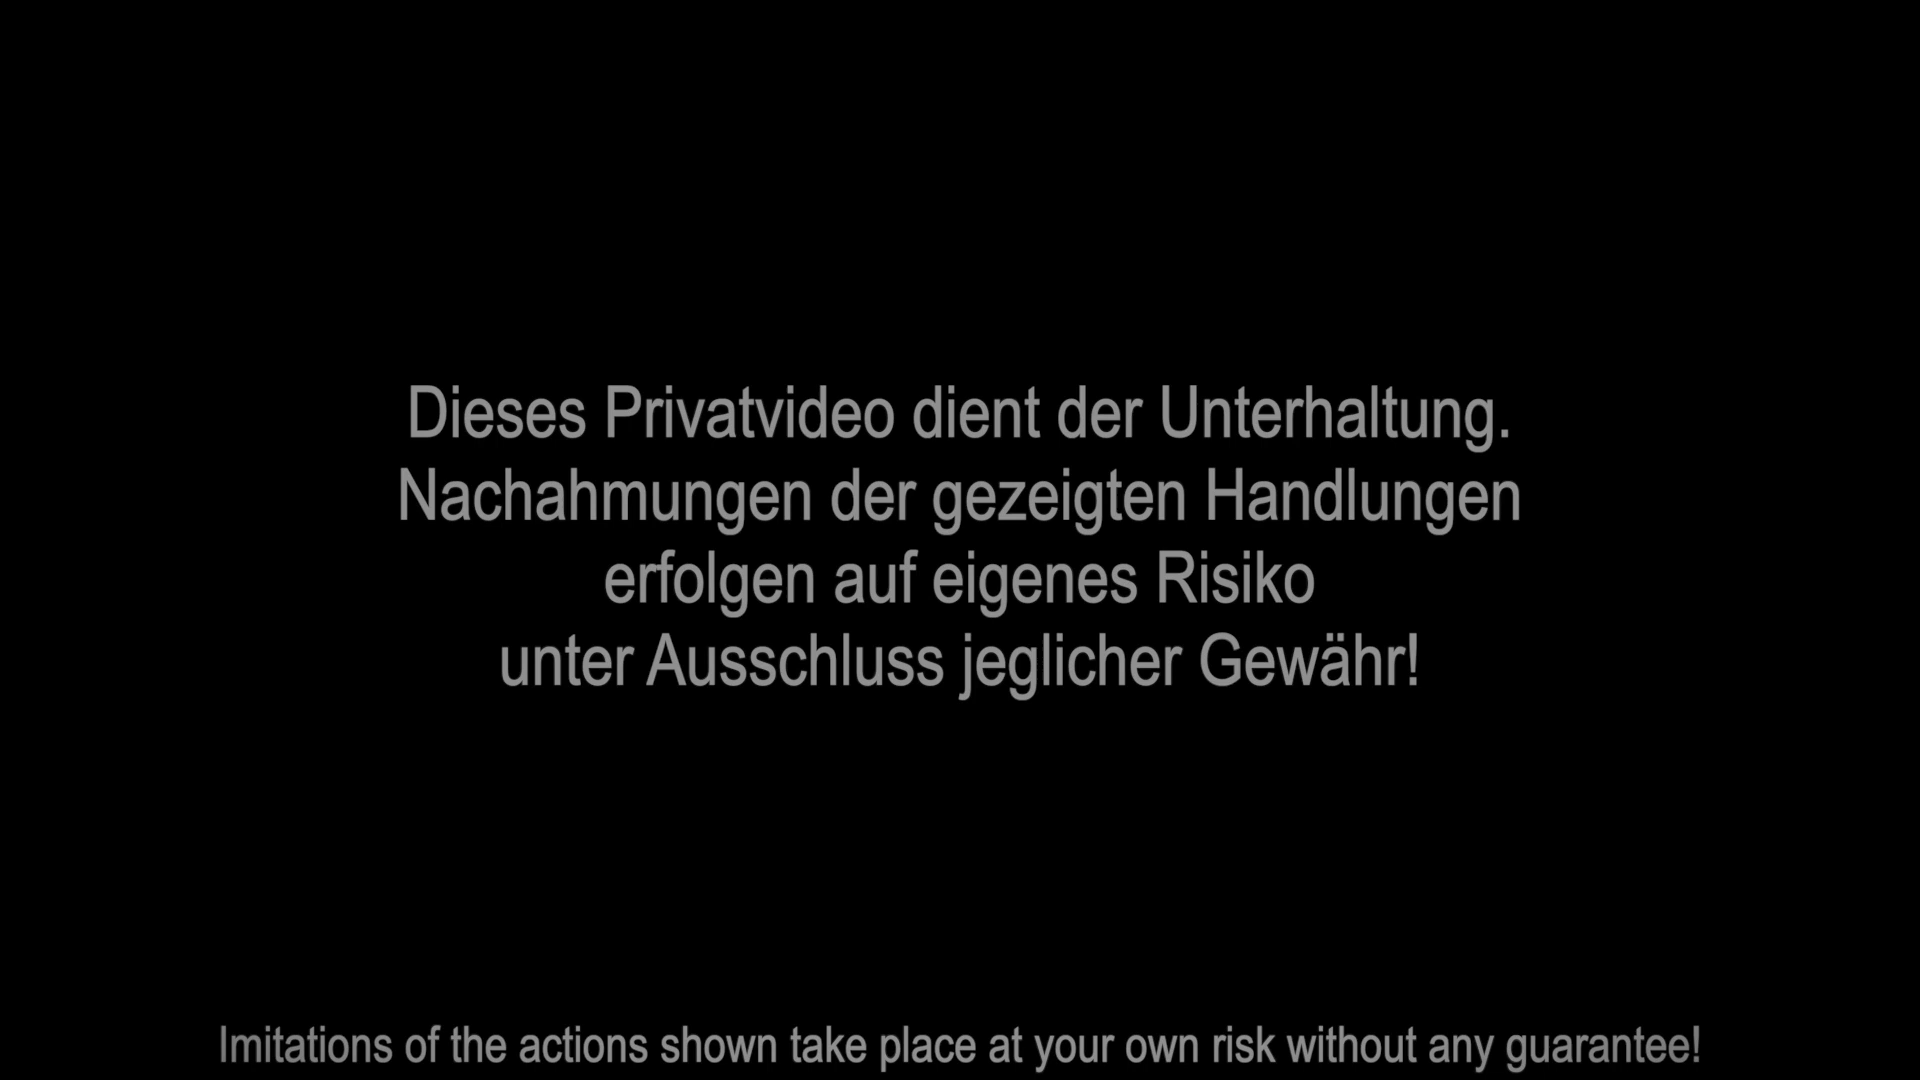 Dieses Privatvideo dient der Unterhaltung.
Nachahmungen der gezeigten Handlungen
erfolgen auf eigenes Risiko
unter Ausschluss jeglicher Gewähr!
Imitations of the actions shown take place at your own risk without any guarantee!